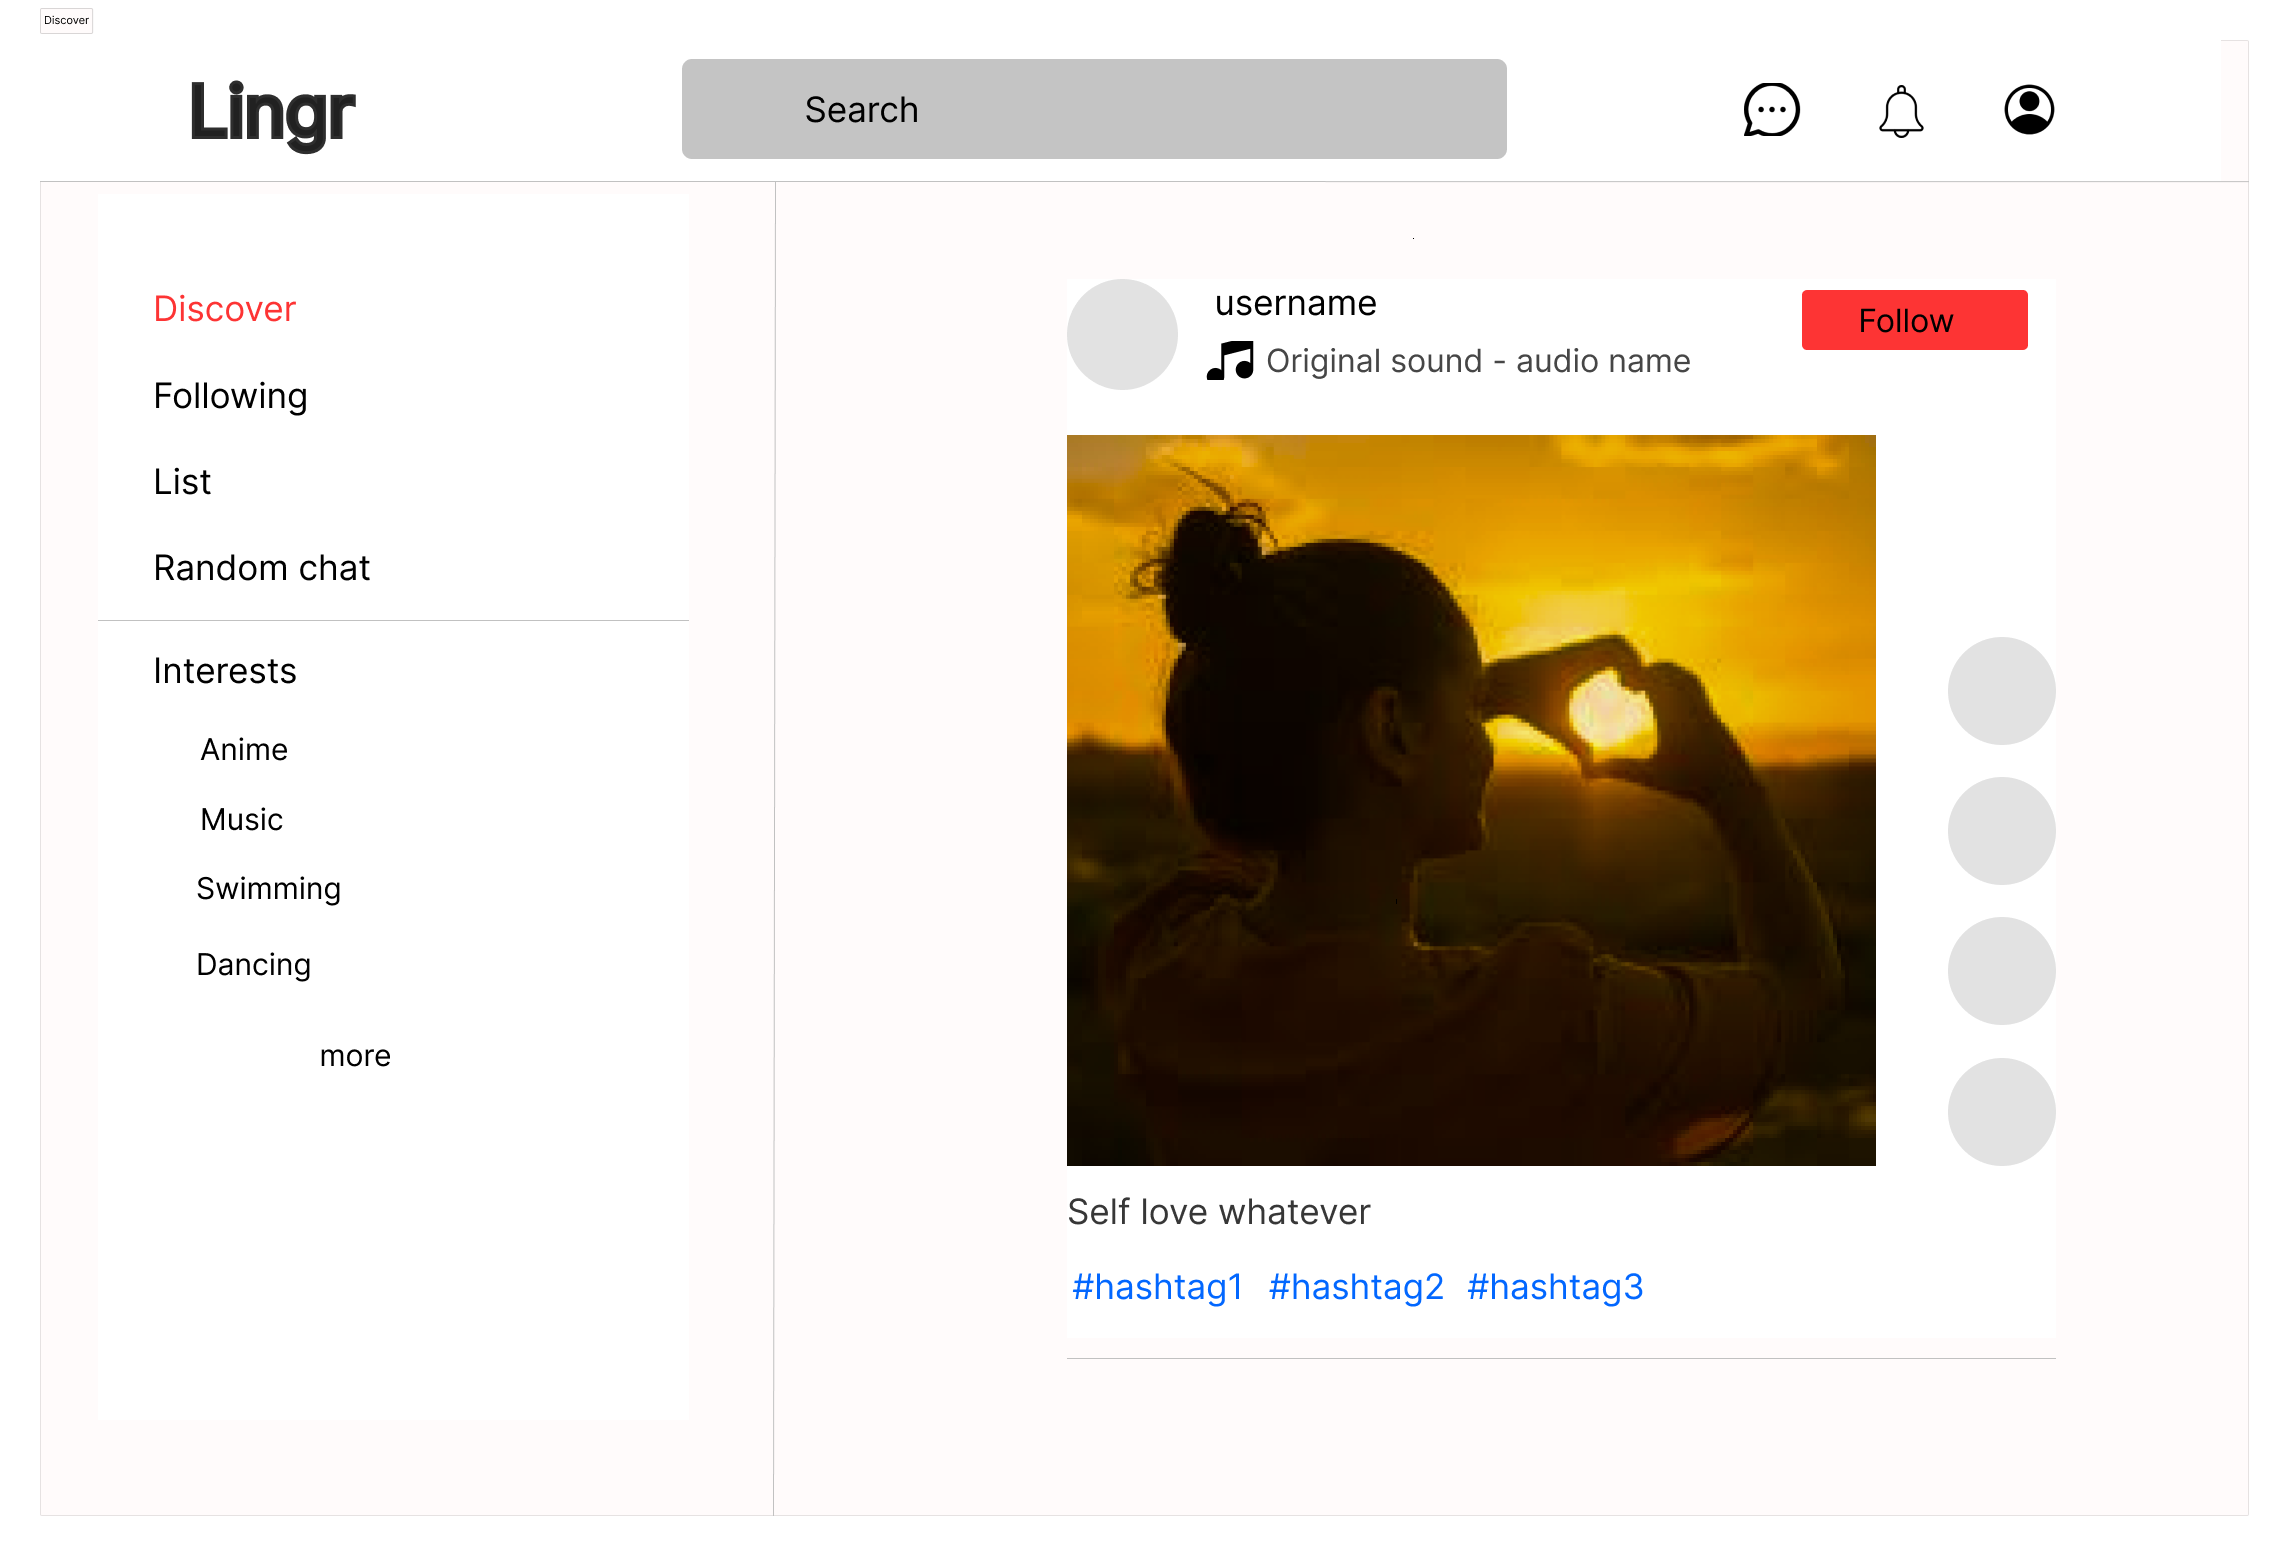 Discover
Lingr
Search
Discover
Following
List
Random chat
Interests
Anime
Music
Swimming
Dancing
more
username
Original sound - audio name
Follow
Self love whatever
#hashtag1 #hashtag2 #hashtag3